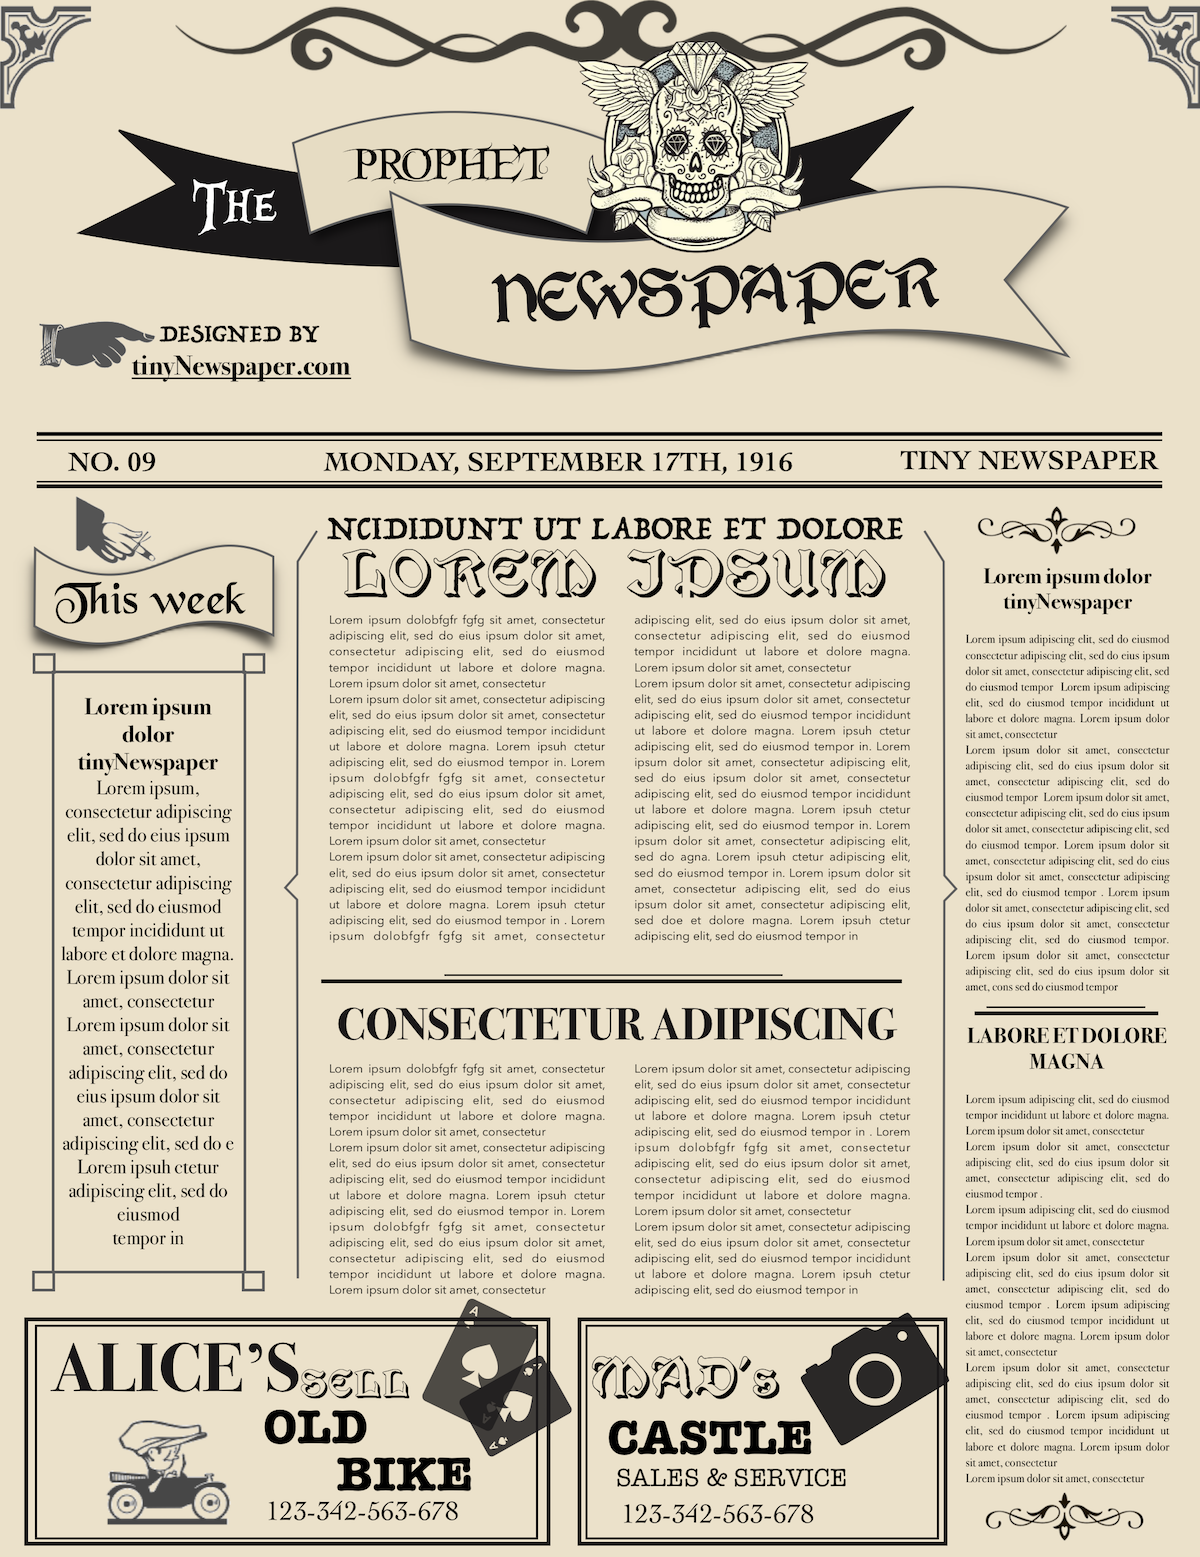 THE
PROPHET
NEWSPAPER
DESIGNED BY
tinyNewspaper.com
NO. 09
MONDAY, SEPTEMBER 17TH, 1916
TINY NEWSPAPER
This week
Lorem ipsum
dolor
tinyNewspaper
Lorem ipsum,
consectetur adipiscing
elit, sed do eius ipsum
dolor sit amet,
consectetur adipiscing
elit, sed do eiusmod
tempor incididunt ut
labore et dolore magna.
Lorem ipsum dolor sit
amet, consectetur
Lorem ipsum dolor sit
amet, consectetur
adipiscing elit, sed do
eius ipsum dolor sit
amet, consectetur
adipiscing elit, sed do e
Lorem ipsuh ctetur
adipiscing elit, sed do
eiusmod
tempor in
NCIDIDUNT UT LABORE ET DOLORE
LOREM IPSUM
Lorem ipsum dolobfgfr fgfg sit amet, consectetur
adipiscing elit, sed do eius ipsum dolor sit amet,
consectetur adipiscing elit, sed do eiusmod
tempor incididunt ut labore et dolore magna.
Lorem ipsum dolor sit amet, consectetur
Lorem ipsum dolor sit amet, consectetur adipiscing
elit, sed do eius ipsum dolor sit amet, consectetur
adipiscing elit, sed do eiusmod tempor incididunt
ut labore et dolore magna. Lorem ipsuh ctetur
adipiscing elit, sed do eiusmod tempor in. Lorem
ipsum dolobfgfr fgfg sit amet, consectetur
adipiscing elit, sed do eius ipsum dolor sit amet,
consectetur adipiscing elit, sed do eiusmod
tempor incididunt ut labore et dolore magna.
Lorem ipsum dolor sit amet, consectetur
Lorem ipsum dolor sit amet, consectetur adipiscing
elit, sed do eius ipsum dolor sit amet, consectetur
adipiscing elit, sed do eiusmod tempor incididunt
ut labore et dolore magna. Lorem ipsuh ctetur
adipiscing elit, sed do eiusmod tempor in . Lorem
ipsum dolobfgfr fgfg sit amet, consectetur
adipiscing elit, sed do eius ipsum dolor sit amet,
consectetur adipiscing elit, sed do eiusmod
tempor incididunt ut labore et dolore magna.
Lorem ipsum dolor sit amet, consectetur
Lorem ipsum dolor sit amet, consectetur adipiscing
elit, sed do eius ipsum dolor sit amet, consectetur
adipiscing elit, sed do eiusmod tempor incididunt
ut labore et dolore magna. Lorem ipsuh ctetur
adipiscing elit, sed do eiusmod tempor in. Lorem
sed do eius ipsum dolor sit amet, consectetur
adipiscing elit, sed do eiusmod tempor incididunt
ut labore et dolore magna. Lorem ipsuh ctetur
adipiscing elit, sed do eiusmod tempor in. Lorem
ipsum dolor sit amet, consectetur adipiscing elit,
sed do agna. Lorem ipsuh ctetur adipiscing elit,
sed do eiusmod tempor in. Lorem ipsum dolor sit
amet, consectetur adipiscing elit, sed do eius
ipsum dolor sit amet, consectetur adipiscing elit,
sed doe et dolore magna. Lorem ipsuh ctetur
adipiscing elit, sed do eiusmod tempor in
CONSECTETUR ADIPISCING
Lorem ipsum dolobfgfr fgfg sit amet, consectetur
adipiscing elit, sed do eius ipsum dolor sit amet,
consectetur adipiscing elit, sed do eiusmod
tempor incididunt ut labore et dolore magna.
Lorem ipsum dolor sit amet, consectetur
Lorem ipsum dolor sit amet, consectetur adipiscing
elit, sed do eius ipsum dolor sit amet, consectetur
adipiscing elit, sed do eiusmod tempor incididunt
ut labore et dolore magna. Lorem ipsuh ctetur
adipiscing elit, sed do eiusmod tempor in. Lorem
ipsum dolobfgfr fgfg sit amet, consectetur
adipiscing elit, sed do eius ipsum dolor sit amet,
consectetur adipiscing elit, sed do eiusmod
tempor incididunt ut labore et dolore magna.
Lorem ipsum dolor sit amet, consectetur
Lorem ipsum dolor sit amet, consectetur adipiscing
elit, sed do eius ipsum dolor sit amet, consectetur
adipiscing elit, sed do eiusmod tempor incididunt
ut labore et dolore magna. Lorem ipsuh ctetur
adipiscing elit, sed do eiusmod tempor in . Lorem
ipsum dolobfgfr fgfg sit amet, consectetur
adipiscing elit, sed do eius ipsum dolor sit amet,
consectetur adipiscing elit, sed do eiusmod
tempor incididunt ut labore et dolore magna.
Lorem ipsum dolor sit amet, consectetur
Lorem ipsum dolor sit amet, consectetur adipiscing
elit, sed do eius ipsum dolor sit amet, consectetur
adipiscing elit, sed do eiusmod tempor incididunt
ut labore et dolore magna. Lorem ipsuh ctetur
adipiscing elit, sed do eiusmod tempor in
Lorem ipsum dolor
tinyNewspaper
Lorem ipsum adipiscing elit, sed do eiusmod
consectetur adipiscing elit, sed do eius ipsum
dolor sit amet, consectetur adipiscing elit, sed
do eiusmod tempor Lorem ipsum adipiscing
elit, sed do eiusmod tempor incididunt ut
labore et dolore magna. Lorem ipsum dolor
sit amet, consectetur
Lorem ipsum dolor sit amet, consectetur
adipiscing elit, sed do eius ipsum dolor sit
amet, consectetur adipiscing elit, sed do
eiusmod tempor Lorem ipsum dolor sit amet,
consectetur adipiscing elit, sed do eius ipsum
dolor sit amet, consectetur adipiscing elit, sed
do eiusmod tempor. Lorem ipsum dolor sit
amet, consectetur adipiscing elit, sed do eius
ipsum dolor sit amet, consectetur adipiscing
elit, sed do eiusmod tempor . Lorem ipsum
dolor sit amet, consectetur adipiscing elit, sed
do eius ipsum dolor sit amet, consectetur
adipiscing elit, sed do eiusmod tempor.
Lorem ipsum dolor sit amet, consectetur
adipiscing elit, sed do eius ipsum dolor sit
amet, cons sed do eiusmod tempor
LABORE ET DOLORE
MAGNA
Lorem ipsum adipiscing elit, sed do eiusmod
tempor incididunt ut labore et dolore magna.
Lorem ipsum dolor sit amet, consectetur
Lorem ipsum dolor sit amet, consectetur
adipiscing elit, sed do eius ipsum dolor sit
amet, consectetur adipiscing elit, sed do
eiusmod tempor .
Lorem ipsum adipiscing elit, sed do eiusmod
tempor incididunt ut labore et dolore magna.
Lorem ipsum dolor sit amet, consectetur
Lorem ipsum dolor sit amet, consectetur
adipiscing elit, sed do eius ipsum dolor sit
amet, consectetur adipiscing elit, sed do
eiusmod tempor . Lorem ipsum adipiscing
elit, sed do eiusmod tempor incididunt ut
labore et dolore magna. Lorem ipsum dolor
sit amet, consectetur
Lorem ipsum dolor sit amet, consectetur
adipiscing elit, sed do eius ipsum dolor sit
amet, consectetur adipiscing elit, sed do
eiusmod tempor . Lorem ipsum adipiscing
elit, sed do eiusmod tempor incididunt ut
labore et dolore magna. Lorem ipsum dolor
sit amet, consectetur
Lorem ipsum dolor sit amet, consectetur
ALICE’S SELL
OLD
BIKE
123-342-563-678
A
A
A
A
MAD's
CASTLE
SALES & SERVICE
123-342-563-678